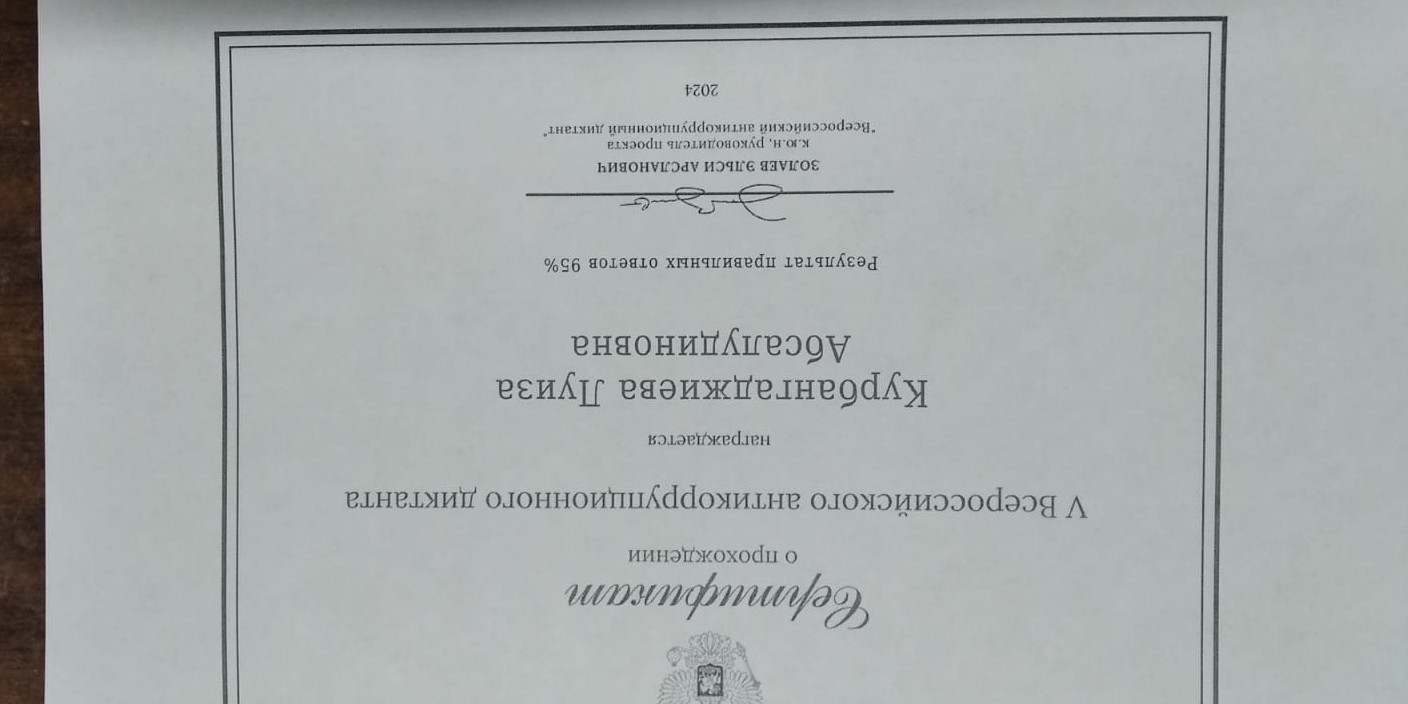 Сертификат
о прохождении
V Всероссийского антикоррупционного диктанта
награждается
Курбангаджиева Луиза
Абсалудиновна
Результат правильных ответов 95%
ЗОЛАЕВ ЭЛЬСИ АРСЛАНОВИЧ
к.ю.н, руководитель проекта
"Всероссийский антикоррупционный диктант"
2024